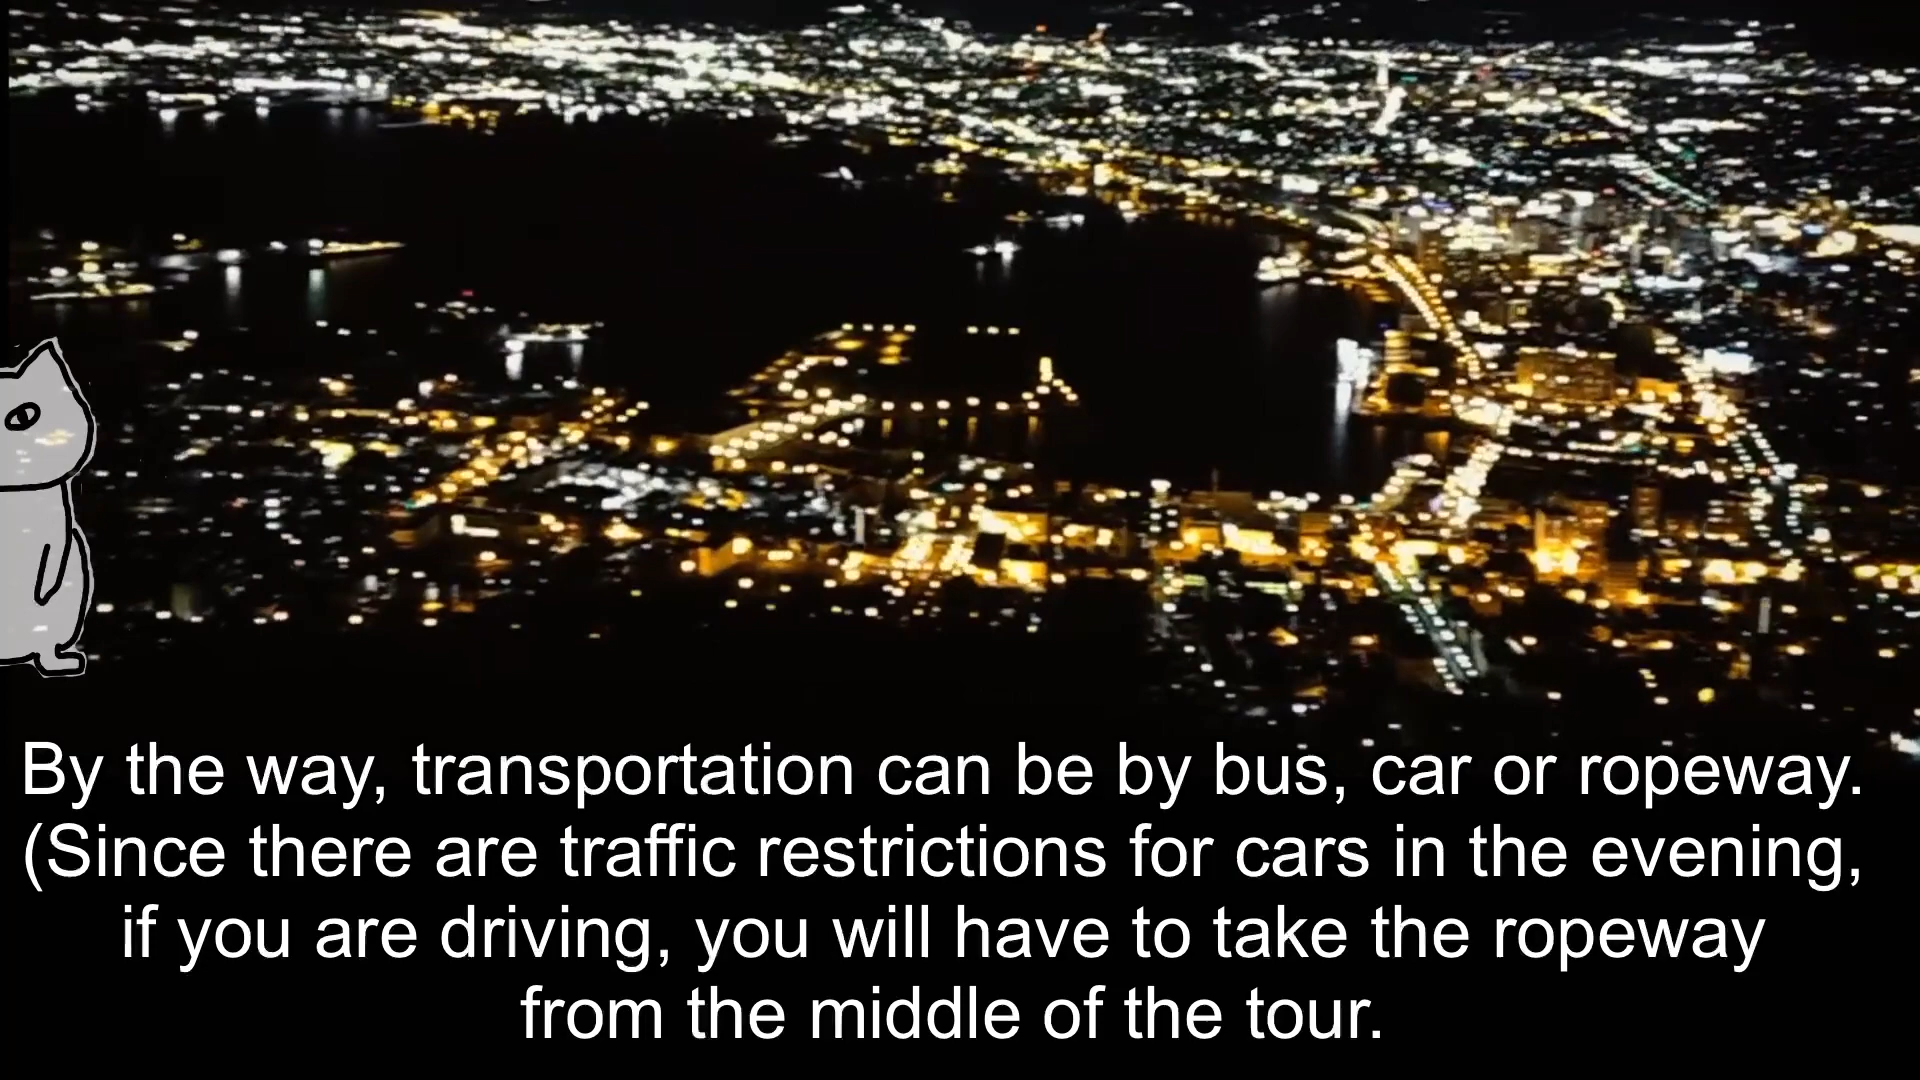 By the way, transportation can be by bus, car or ropeway.
(Since there are traffic restrictions for cars in the evening,
if you are driving, you will have to take the ropeway
from the middle of the tour.